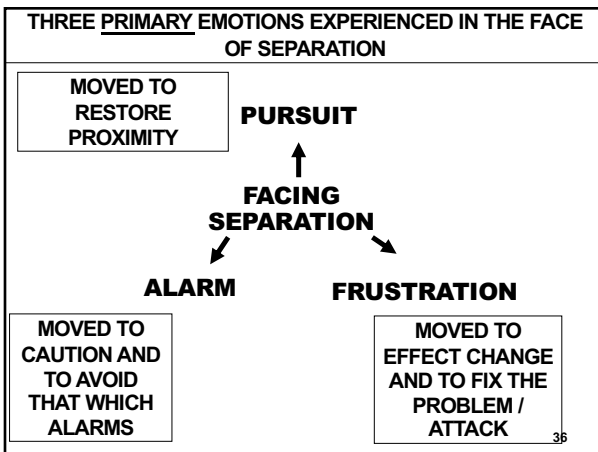 THREE PRIMARY EMOTIONS EXPERIENCED IN THE FACE
OF SEPARATION
MOVED TO
RESTORE
PROXIMITY
PURSUIT
FACING
SEPARATION
ALARM
FRUSTRATION
MOVED TO
CAUTION AND
TO AVOID
THAT WHICH
ALARMS
MOVED TO
EFFECT CHANGE
AND TO FIX THE
PROBLEM /
ATTACK
36